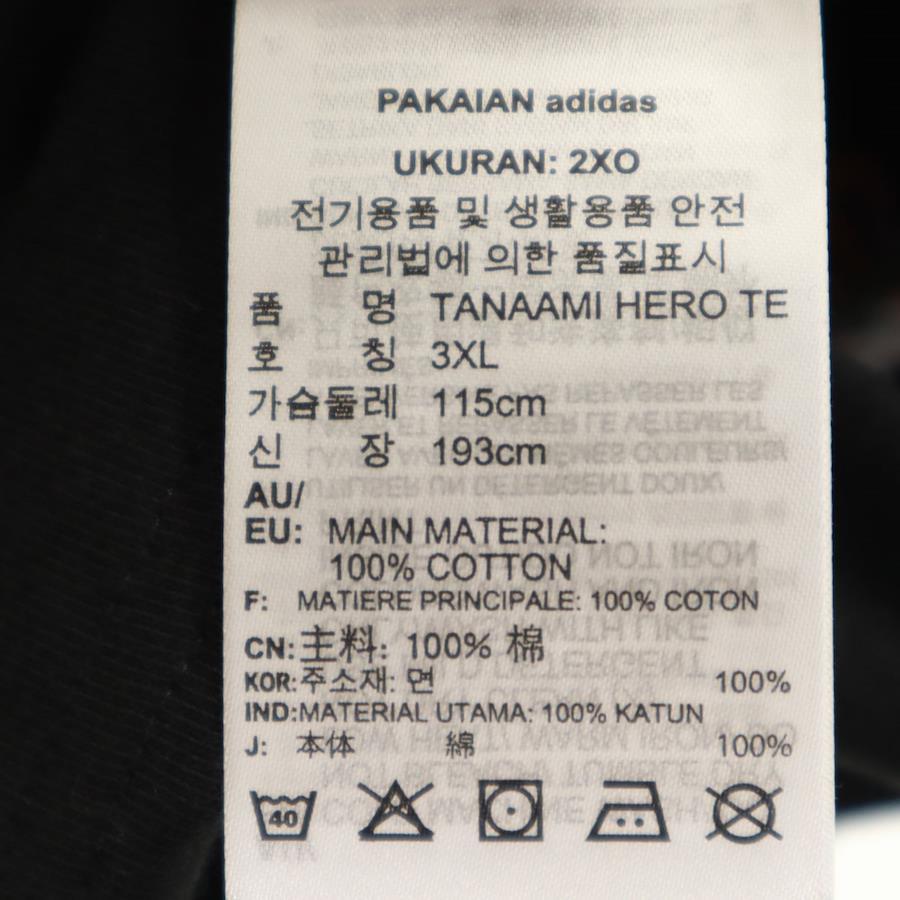 PAKAIAN adidas
UKURAN: 2XO
전기용품 및 생활용품 안전
관리법에 의한 품질표시
품 명 TANAAMI HERO TE
호 칭 3XL
가슴둘레 115cm
신 장 193cm
AU/
EU: MAIN MATERIAL:
100% COTTON
F: MATIERE PRINCIPALE: 100% COTON
CN: 主料: 100% 棉
KOR: 주소재: 면 100%
IND: MATERIAL UTAMA: 100% KATUN
J: 本体 綿 100%
40